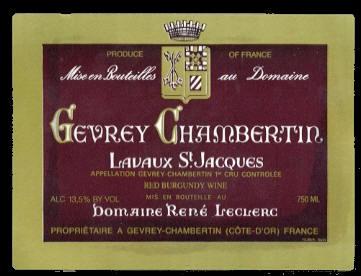 PRODUCE OF FRANCE
Mise en Bouteilles au Domaine
GEVREY CHAMBERTIN
LAVAUX ST JACQUES
APPELLATION GEVREY-CHAMBERTIN 1ER CRU CONTRÔLÉE
RED BURGUNDY WINE
ALC 13,5% BY VOL MIS EN BOUTEILLE AU 750 ML
DOMAINE RENÉ LECLERC
PROPRIÉTAIRE A GEVREY-CHAMBERTIN (CÔTE-D'OR) FRANCE